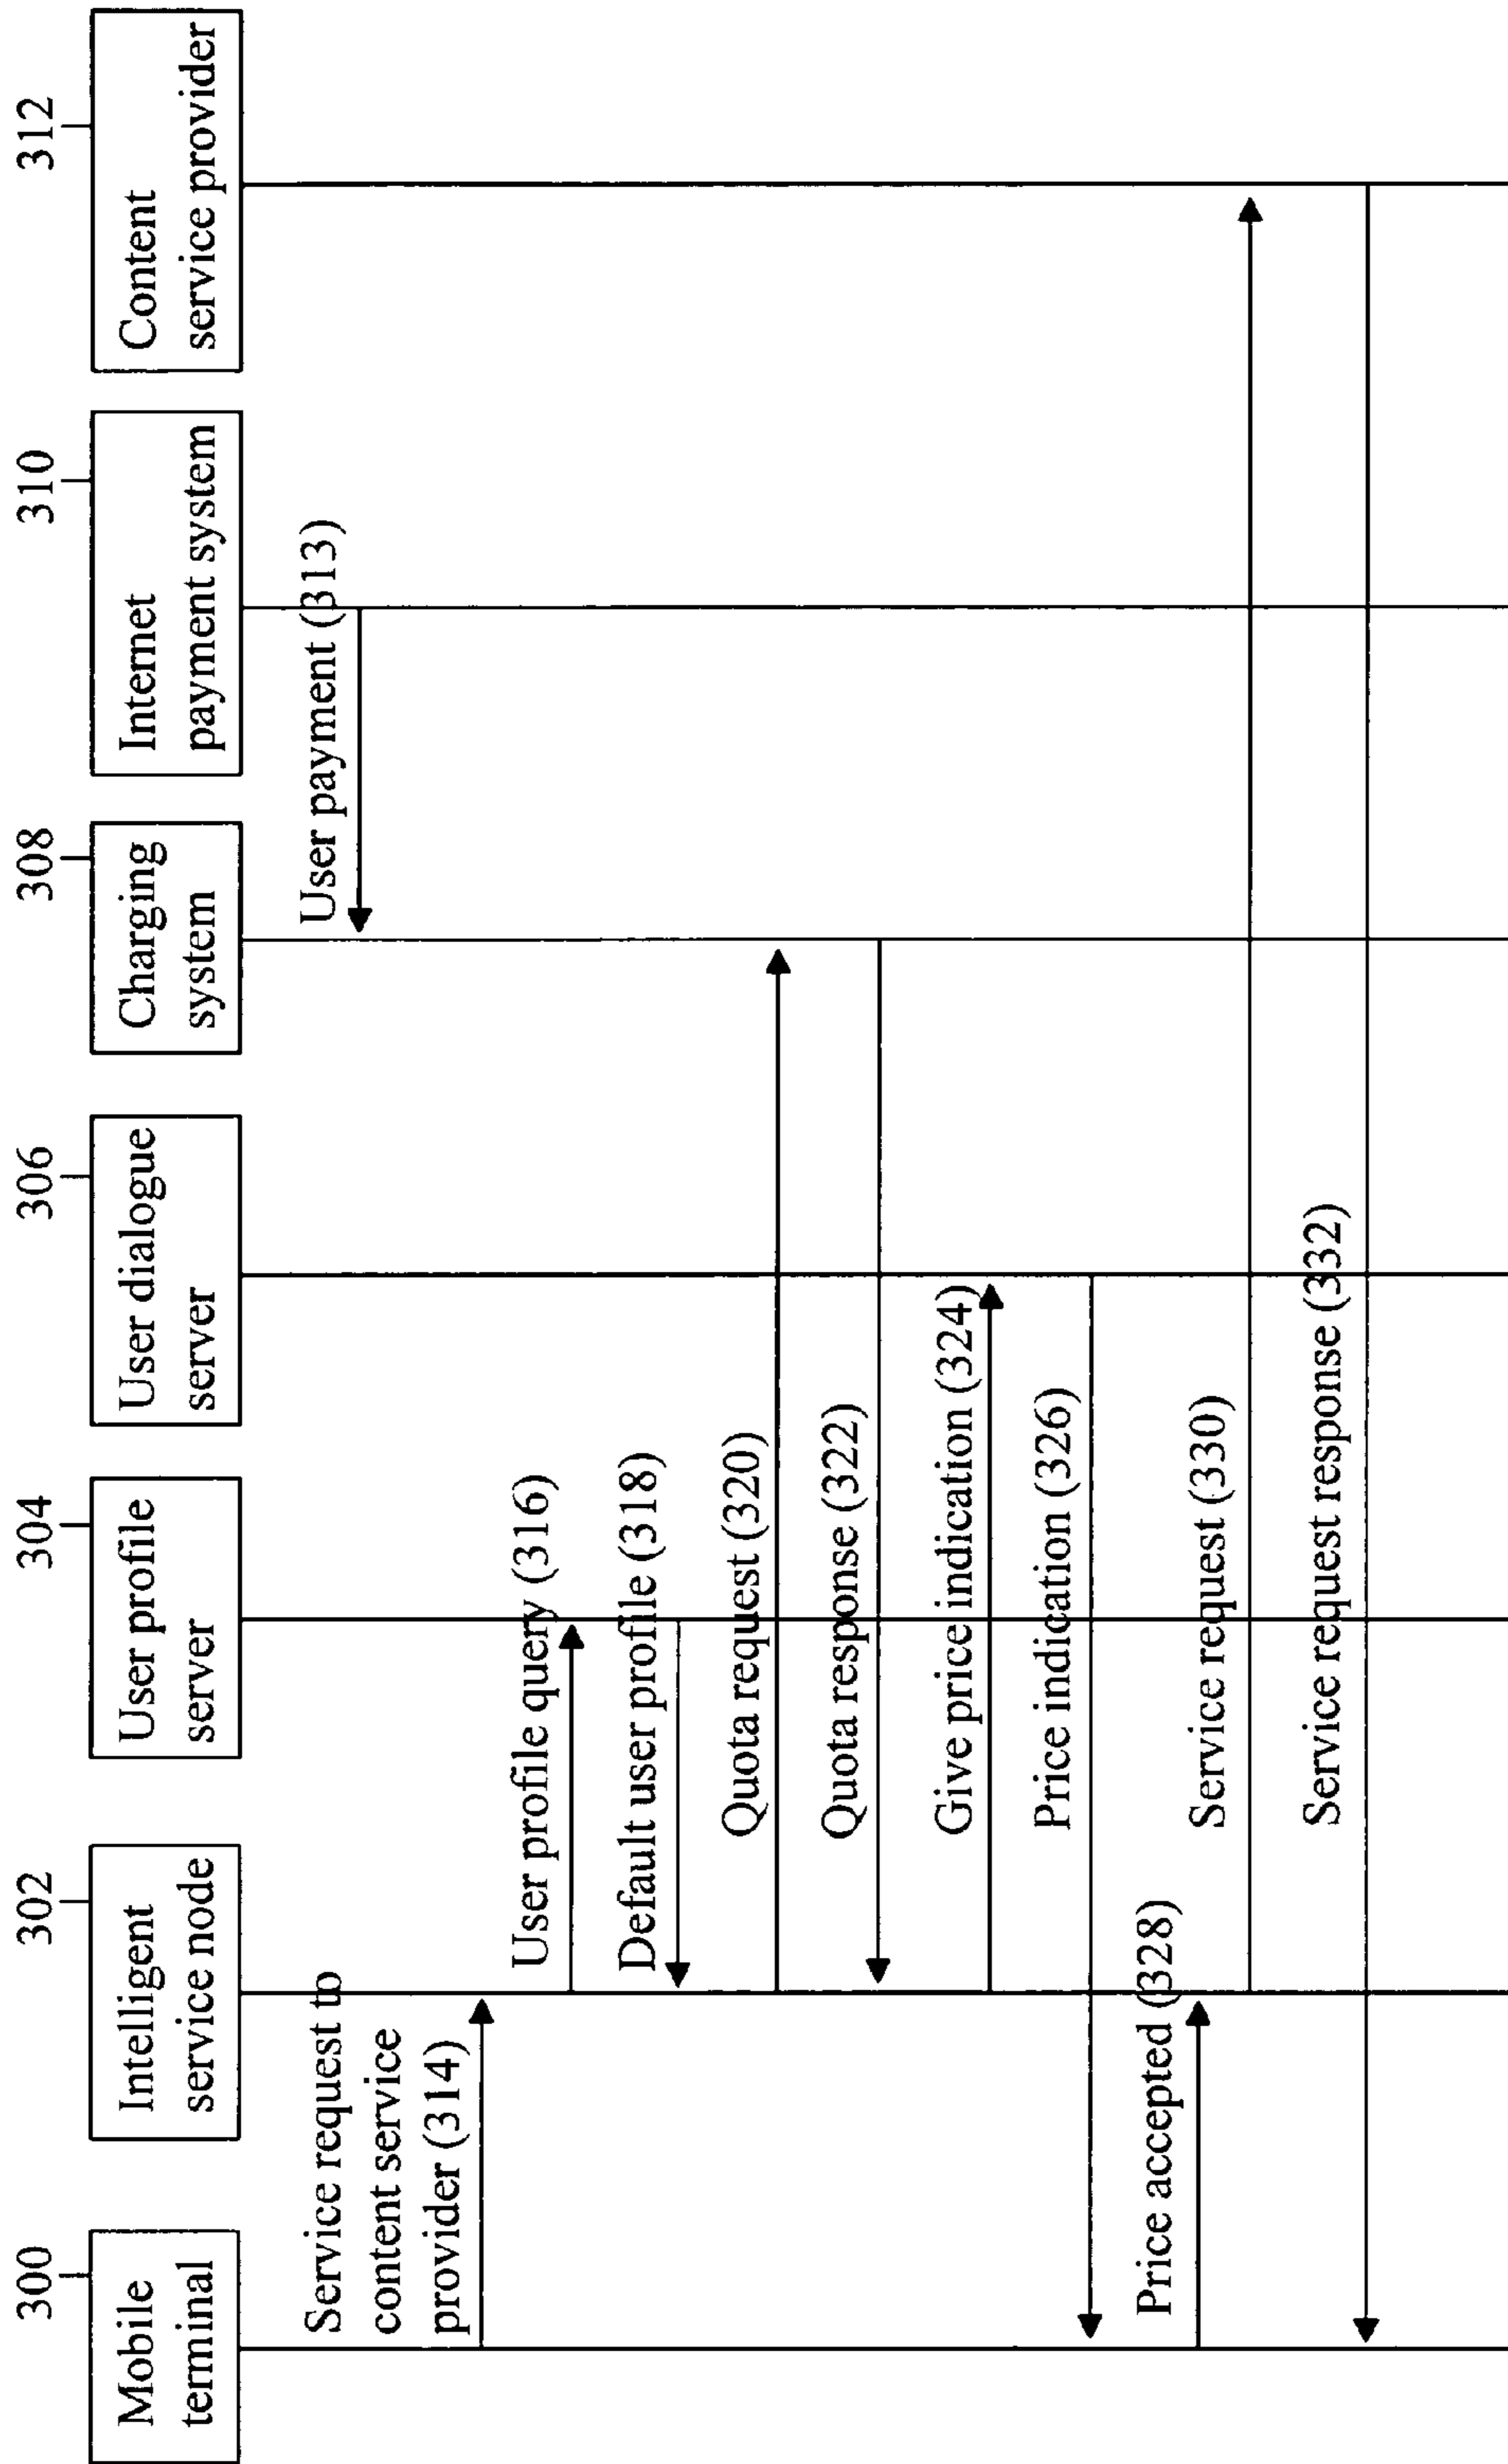 300
302
304
306
308
310
312
Mobile
terminal
Intelligent
service node
User profile
server
User dialogue
server
Charging
system
Internet
payment system
Content
service provider
User payment (313)
Service request to
content service
provider (314)
User profile query (316)
Default user profile (318)
Quota request (320)
Quota response (322)
Give price indication (324)
Price indication (326)
Price accepted (328)
Service request (330)
Service request response (332)